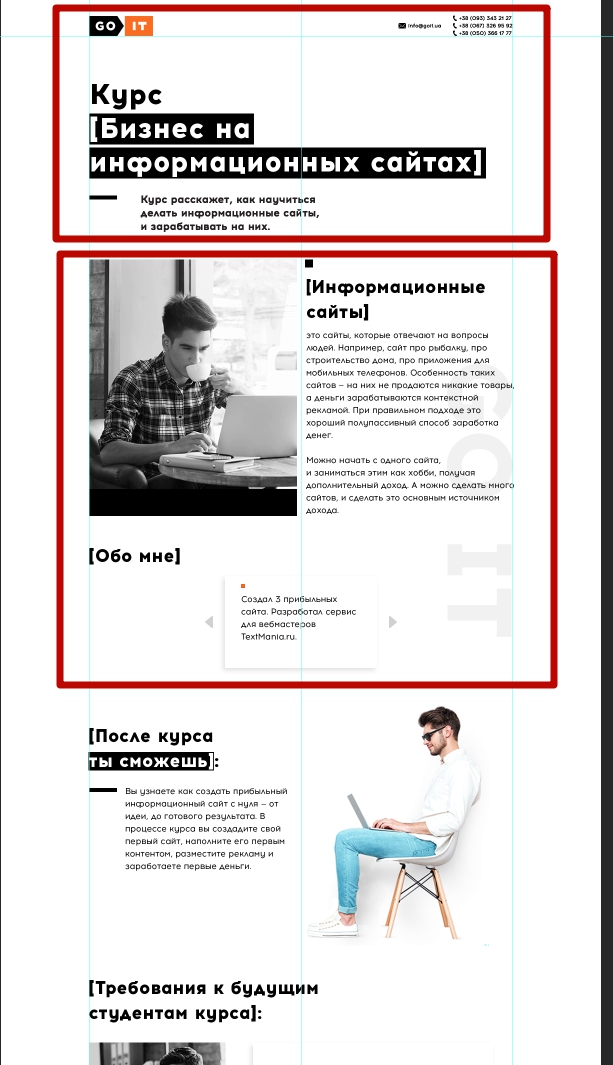 GO IT
info@goit.ua
+38 (093) 343 21 27
+38 (067) 326 95 92
+38 (050) 366 17 77
Курс
[Бизнес на
информационных сайтах]
Курс расскажет, как научиться
делать информационные сайты,
и зарабатывать на них.
[Информационные
сайты]
это сайты, которые отвечают на вопросы
людей. Например, сайт про рыбалку, про
строительство дома, про приложения для
мобильных телефонов. Особенность таких
сайтов – на них не продаются никакие товары,
а деньги зарабатываются контекстной
рекламой. При правильном подходе это
хороший полупассивный способ заработка
денег.
Можно начать с одного сайта,
и заниматься этим как хобби, получая
дополнительный доход. А можно сделать много
сайтов, и сделать это основным источником
дохода.
GO IT
[Обо мне]
Создал 3 прибыльных
сайта. Разработал сервис
для вебмастеров
TextMania.ru.
[После курса
ты сможешь]:
Вы узнаете как создать прибыльный
информационный сайт с нуля – от
идеи, до готового результата. В
процессе курса вы создадите свой
первый сайт, наполните его первым
контентом, разместите рекламу и
заработаете первые деньги.
[Требования к будущим
студентам курса]: